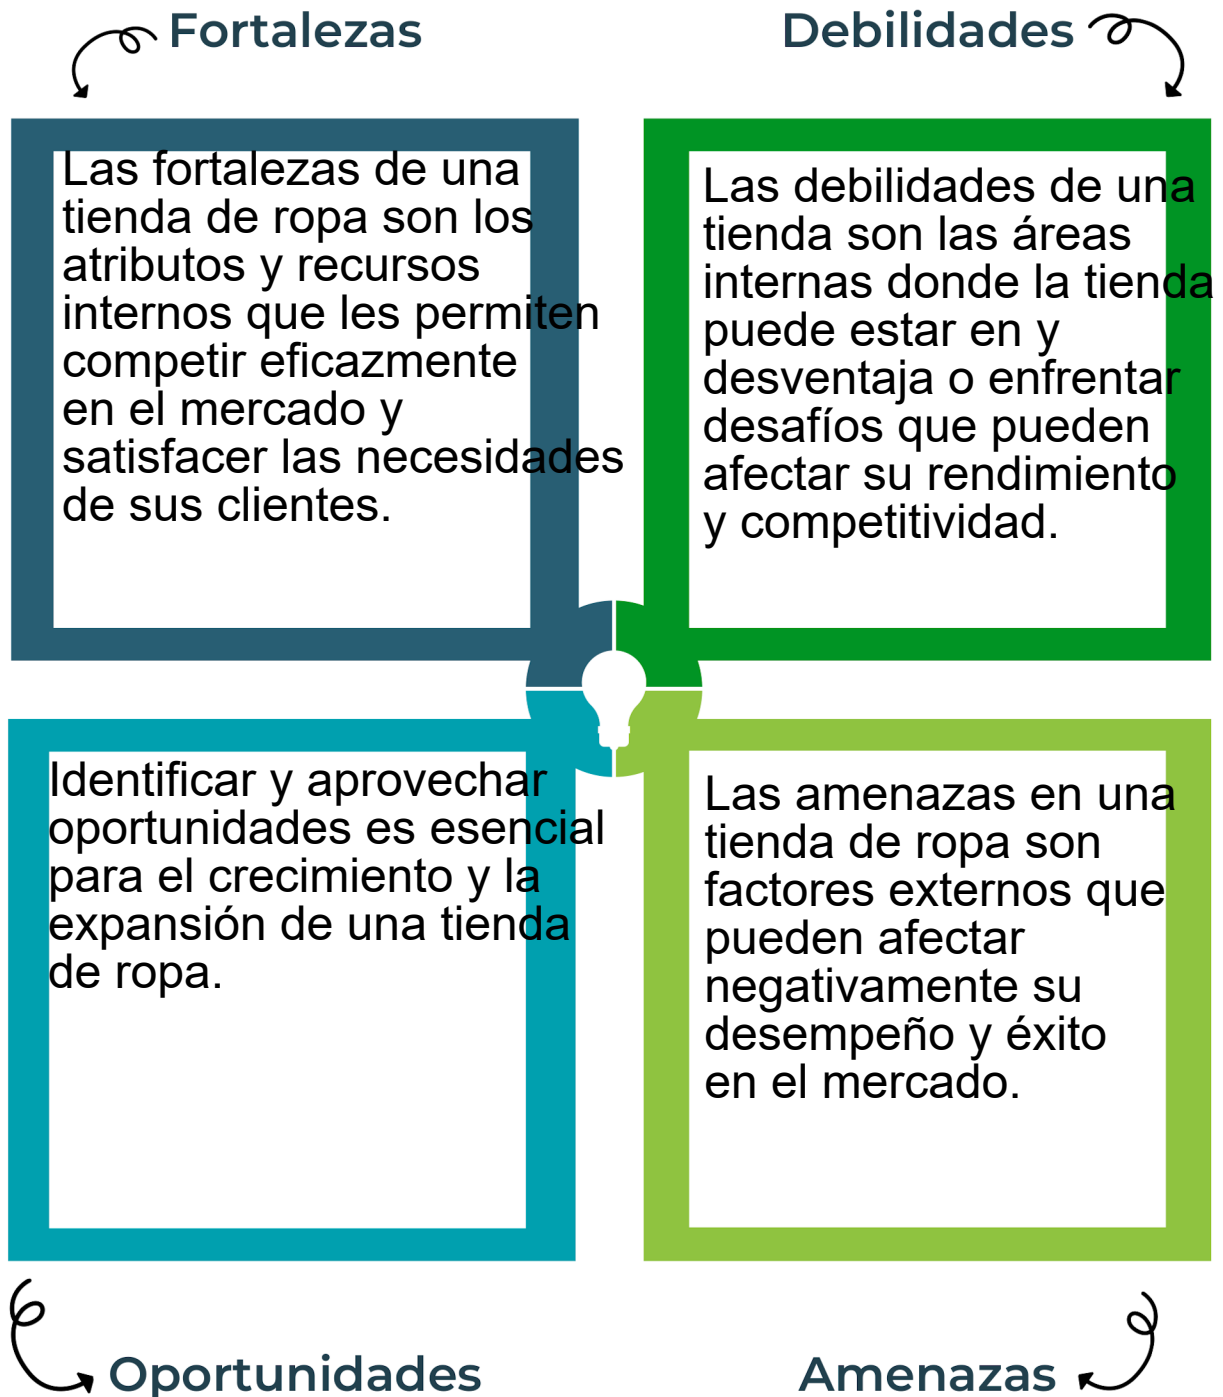 Fortalezas
Las fortalezas de una
tienda de ropa son los
atributos y recursos
internos que les permiten
competir eficazmente
en el mercado y
satisfacer las necesidades
de sus clientes.
Debilidades
Las debilidades de una
tienda son las áreas
internas donde la tienda
puede estar en y
desventaja o enfrentar
desafíos que pueden
afectar su rendimiento
y competitividad.
Identificar y aprovechar
oportunidades es esencial
para el crecimiento y la
expansión de una tienda
de ropa.
Oportunidades
Las amenazas en una
tienda de ropa son
factores externos que
pueden afectar
negativamente su
desempeño y éxito
en el mercado.
Amenazas